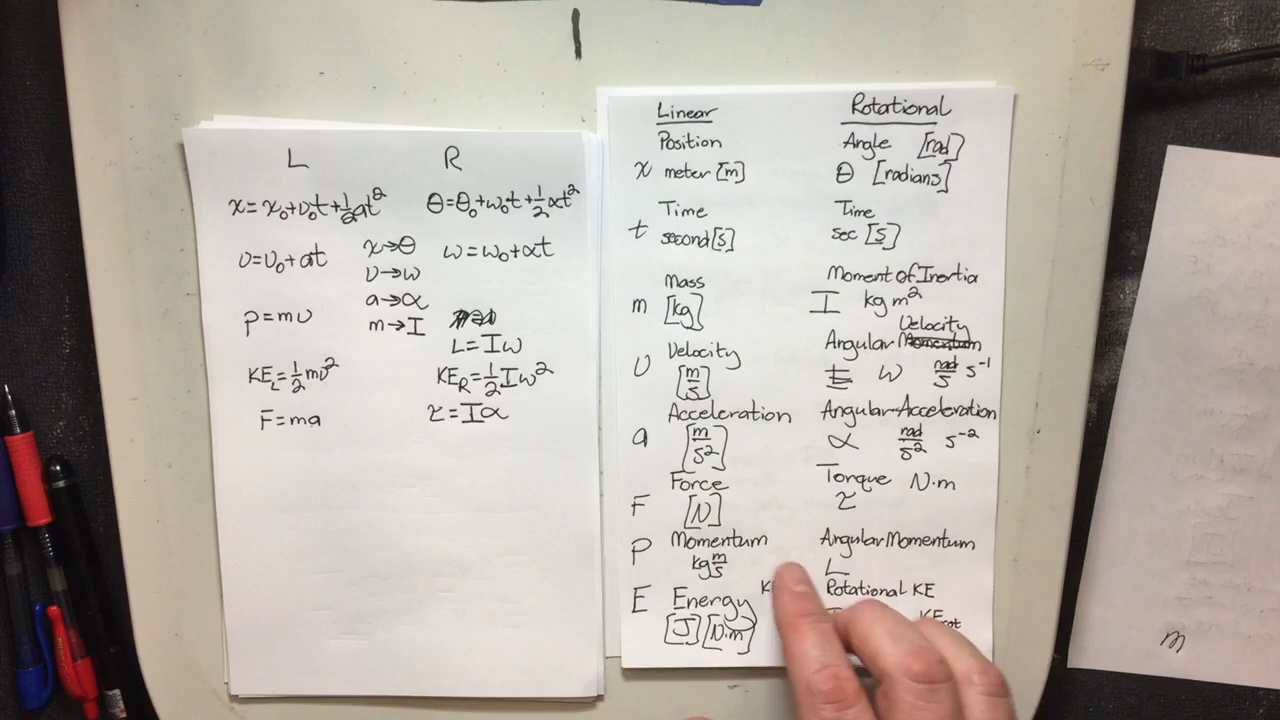 L R
x=x₀+v₀t+½at² θ=θ₀+ω₀t+½αt²
v=v₀+at x→θ ω=ω₀+αt
v→ω
a→α
p=mv m→I
L=Iω
KE_L=½mv² KE_R=½Iω²
F=ma τ=Iα
Linear Rotational
Position Angle [rad]
x meter [m] θ [radians]
Time Time
t second[s] sec [s]
Mass Moment of Inertia
m [kg] I kg m²
Velocity
Velocity Angular Momentum
v [m/s] ω rad/s s⁻¹
Acceleration Angular Acceleration
a [m/s²] α rad/s² s⁻²
Force Torque N·m
F [N] τ
P Momentum Angular Momentum
kg m/s L
E Energy Rotational KE
[J] [N·m]
m